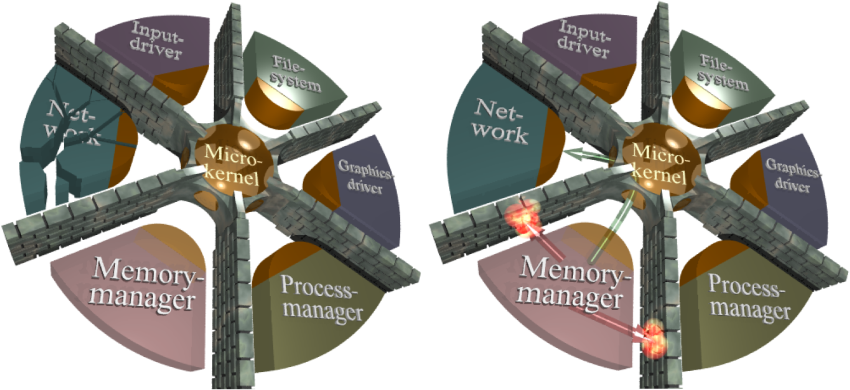 Input-
driver
File-
system
Net-
work
Micro-
kernel
Graphics-
driver
Memory-
manager
Process-
manager
Input-
driver
File-
system
Net-
work
Micro-
kernel
Graphics-
driver
Memory-
manager
Process-
manager